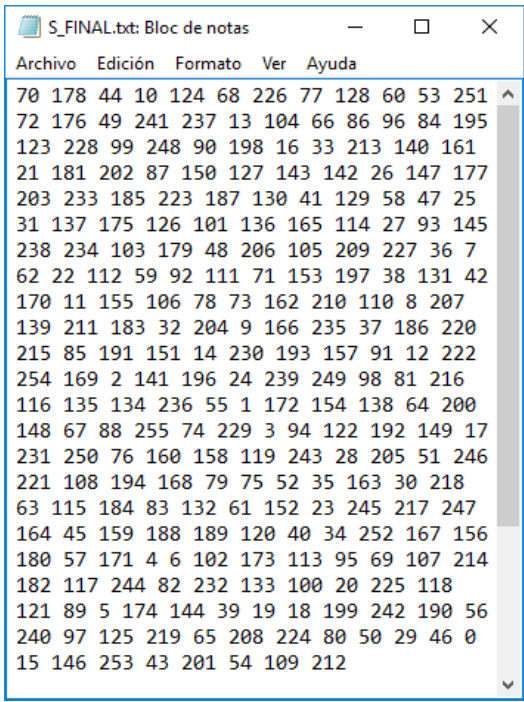 S_FINAL.txt: Bloc de notas
Archivo Edición Formato Ver Ayuda
70 178 44 10 124 68 226 77 128 60 53 251
72 176 49 241 237 13 104 66 86 96 84 195
123 228 99 248 90 198 16 33 213 140 161
21 181 202 87 150 127 143 142 26 147 177
203 233 185 223 187 130 41 129 58 47 25
31 137 175 126 101 136 165 114 27 93 145
238 234 103 179 48 206 105 209 227 36 7
62 22 112 59 92 111 71 153 197 38 131 42
170 11 155 106 78 73 162 210 110 8 207
139 211 183 32 204 9 166 235 37 186 220
215 85 191 151 14 230 193 157 91 12 222
254 169 2 141 196 24 239 249 98 81 216
116 135 134 236 55 1 172 154 138 64 200
148 67 88 255 74 229 3 94 122 192 149 17
231 250 76 160 158 119 243 28 205 51 246
221 108 194 168 79 75 52 35 163 30 218
63 115 184 83 132 61 152 23 245 217 247
164 45 159 188 189 120 40 34 252 167 156
180 57 171 4 6 102 173 113 95 69 107 214
182 117 244 82 232 133 100 20 225 118
121 89 5 174 144 39 19 18 199 242 190 56
240 97 125 219 65 208 224 80 50 29 46 0
15 146 253 43 201 54 109 212